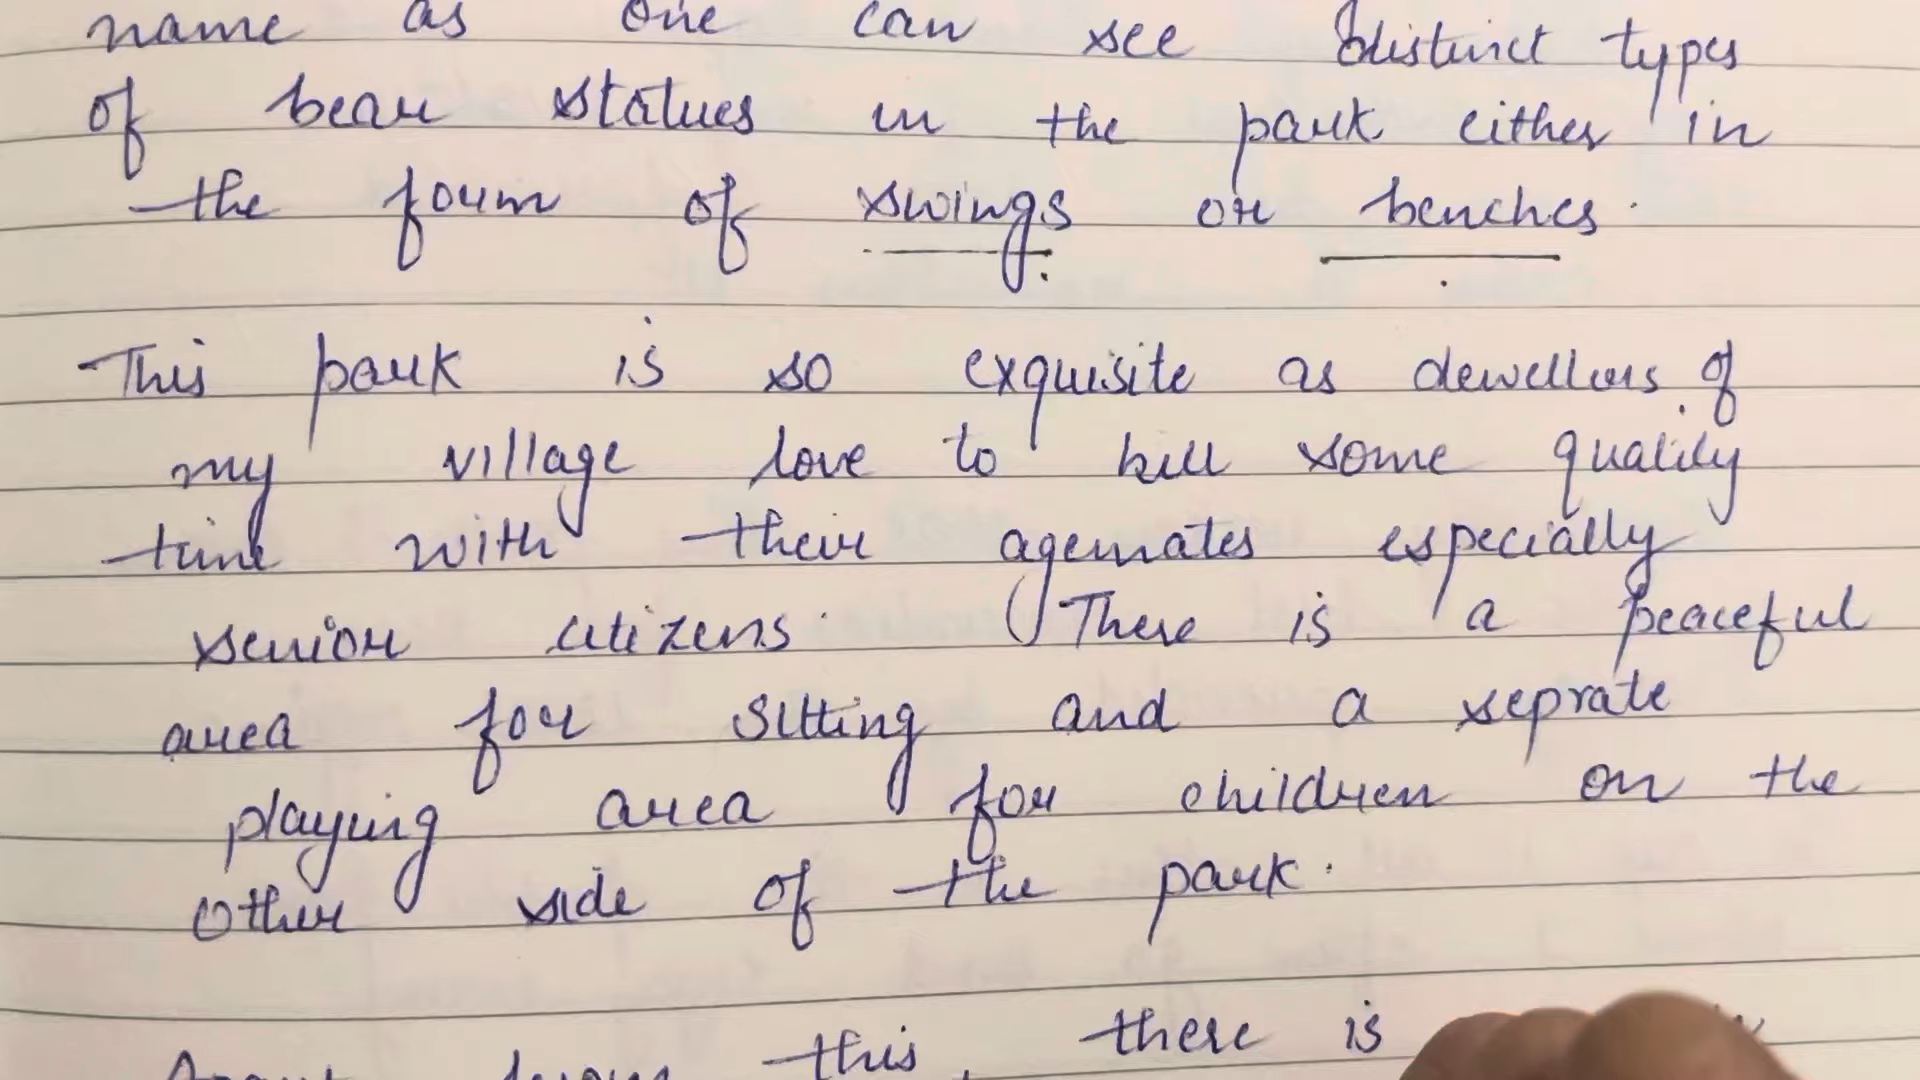 name as one can see distinct types
of bear statues in the park either in
the form of swings or benches.
This park is so exquisite as dewellers of
my village love to kill some quality
time with their agemates especially
senior citizens. There is a peaceful
area for sitting and a seprate
playing area for children on the
other side of the park.
Apart from this, there is